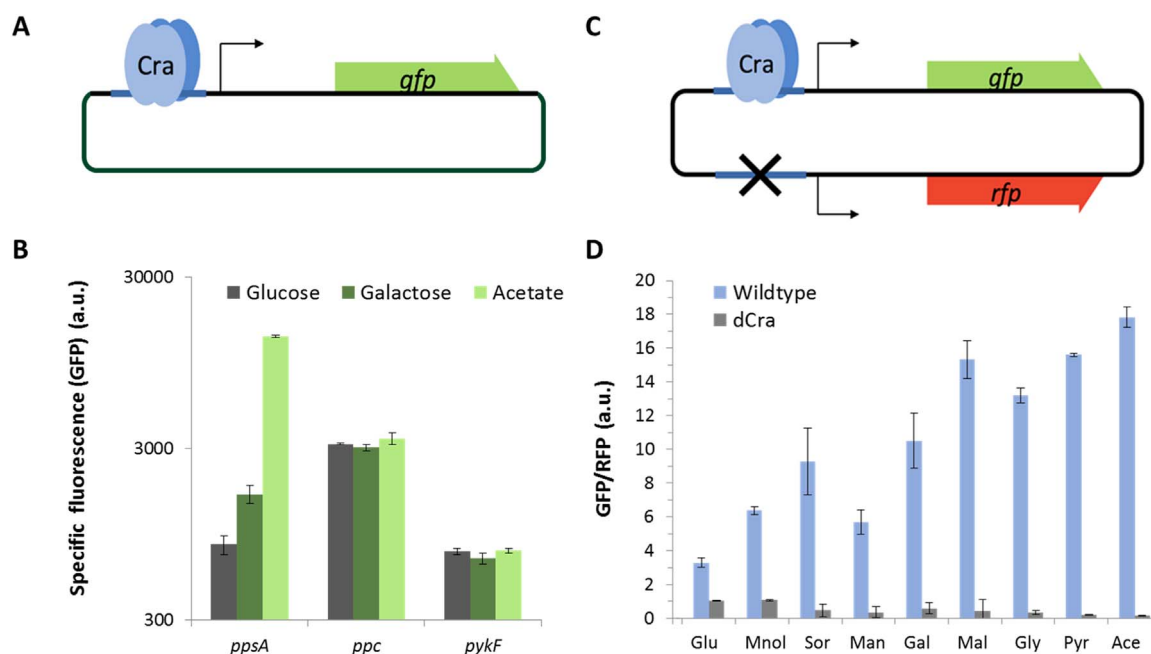 A
Cra
gfp
B
Specific fluorescence (GFP) (a.u.)
30000
3000
300
Glucose Galactose Acetate
ppsA ppc pykF
C
Cra
gfp
rfp
D
GFP/RFP (a.u.)
20
18
16
14
12
10
8
6
4
2
0
Wildtype
dCra
Glu Mnol Sor Man Gal Mal Gly Pyr Ace